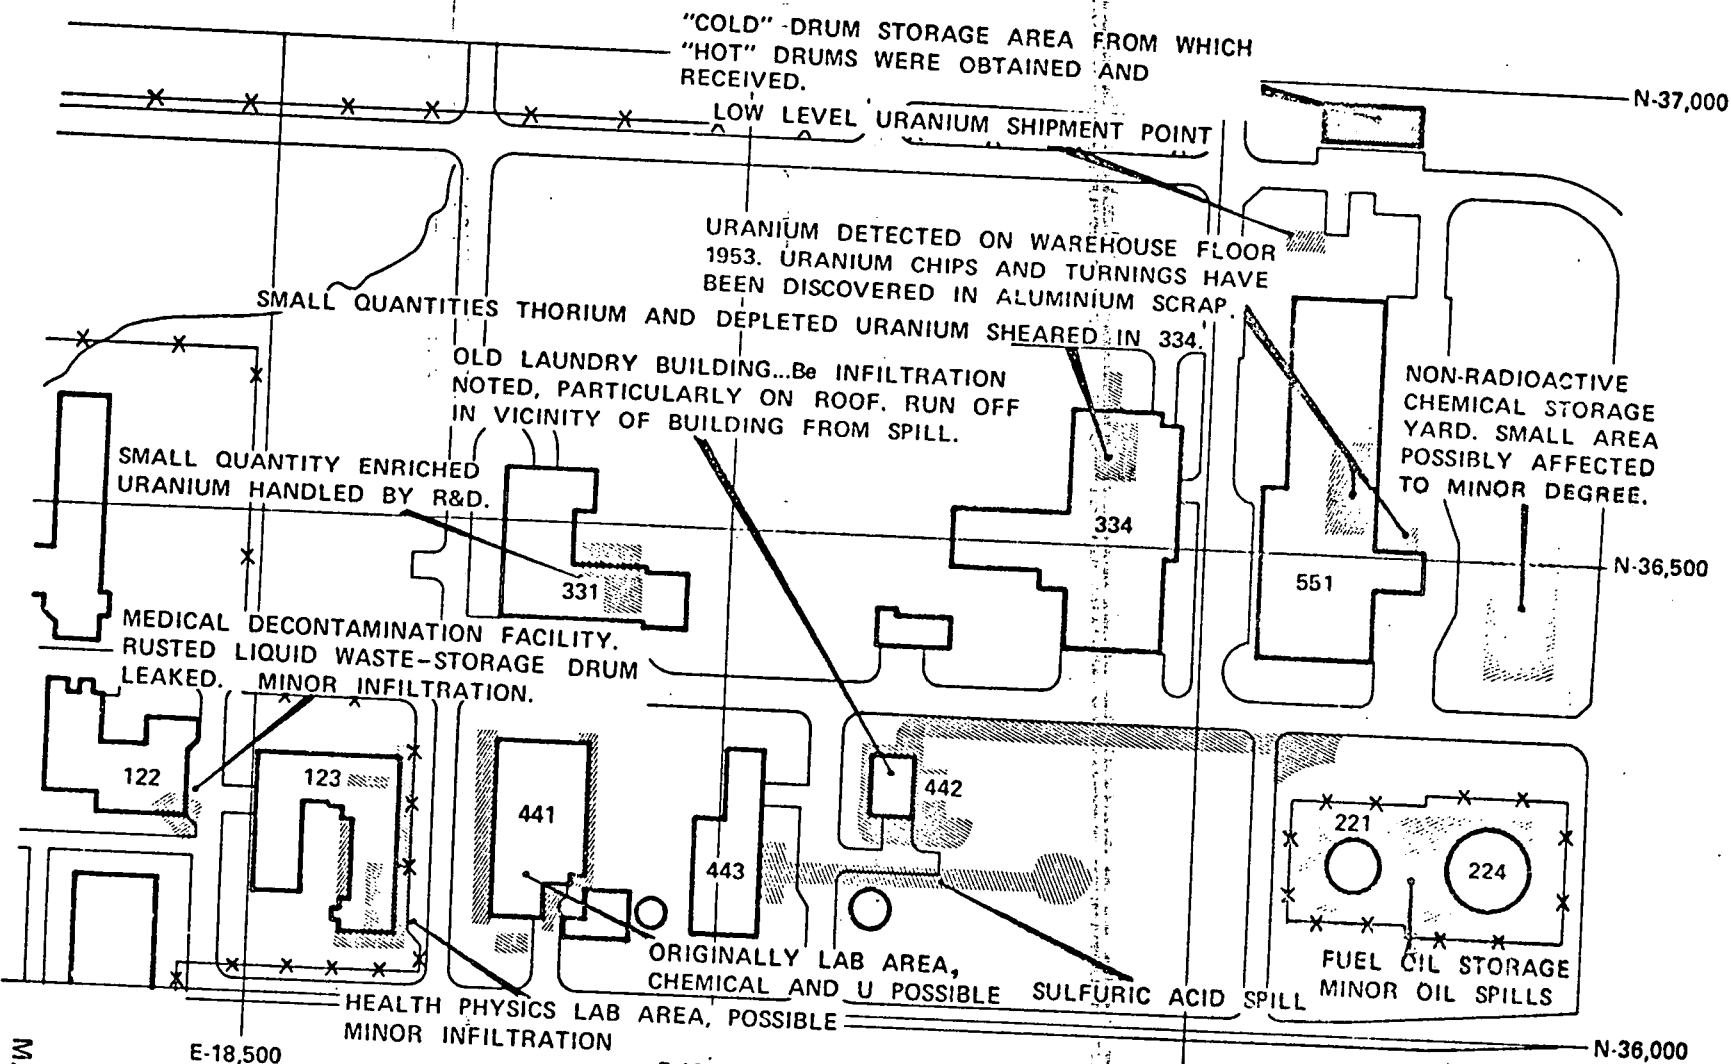 "COLD" -DRUM STORAGE AREA FROM WHICH
"HOT" DRUMS WERE OBTAINED AND
RECEIVED.
N-37,000
LOW LEVEL URANIUM SHIPMENT POINT
URANIUM DETECTED ON WAREHOUSE FLOOR
1953. URANIUM CHIPS AND TURNINGS HAVE
BEEN DISCOVERED IN ALUMINIUM SCRAP.
SMALL QUANTITIES THORIUM AND DEPLETED URANIUM SHEARED IN 334.
OLD LAUNDRY BUILDING...Be INFILTRATION
NOTED, PARTICULARLY ON ROOF. RUN OFF
IN VICINITY OF BUILDING FROM SPILL.
NON-RADIOACTIVE
CHEMICAL STORAGE
YARD. SMALL AREA
POSSIBLY AFFECTED
TO MINOR DEGREE.
SMALL QUANTITY ENRICHED
URANIUM HANDLED BY R&D.
334
N-36,500
551
331
MEDICAL DECONTAMINATION FACILITY.
RUSTED LIQUID WASTE-STORAGE DRUM
LEAKED. MINOR INFILTRATION.
122
123
441
443
442
221
224
ORIGINALLY LAB AREA,
CHEMICAL AND U POSSIBLE
SULFURIC ACID SPILL
FUEL OIL STORAGE
MINOR OIL SPILLS
HEALTH PHYSICS LAB AREA, POSSIBLE
MINOR INFILTRATION
N-36,000
E-18,500